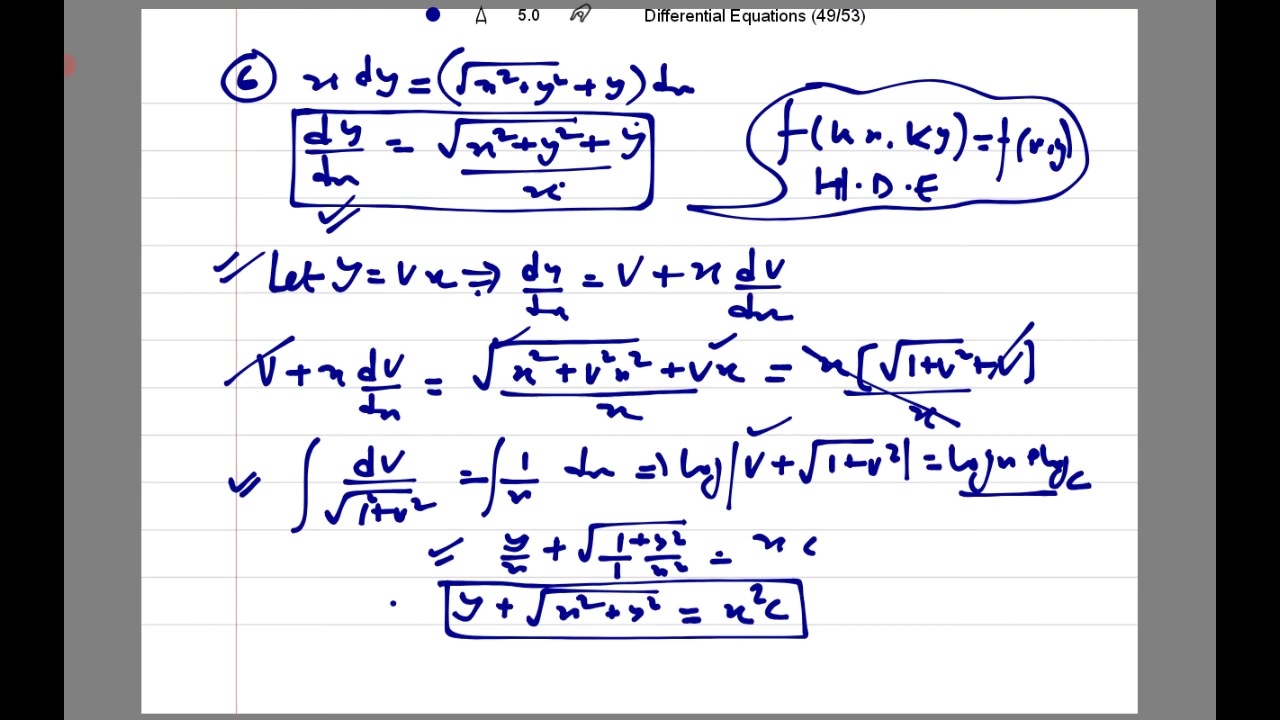 5.0 Differential Equations (49/53)
⑥ x dy = (√(x² + y²) + y) dx
dy/dx = (√(x² + y²) + y)/x
f(kx, ky) = f(x, y)
H.D.E
Let y = vx ⇒ dy/dx = v + x dv/dx
v + x dv/dx = (√(x² + v²x²) + vx)/x = x[√(1+v²) + v]/x
∫ dv/√(1²+v²) = ∫ 1/x dx ⇒ log|v + √(1+v²)| = log x + log c
y/x + √(1/1 + y²/x²) = x c
y + √(x² + y²) = x²c